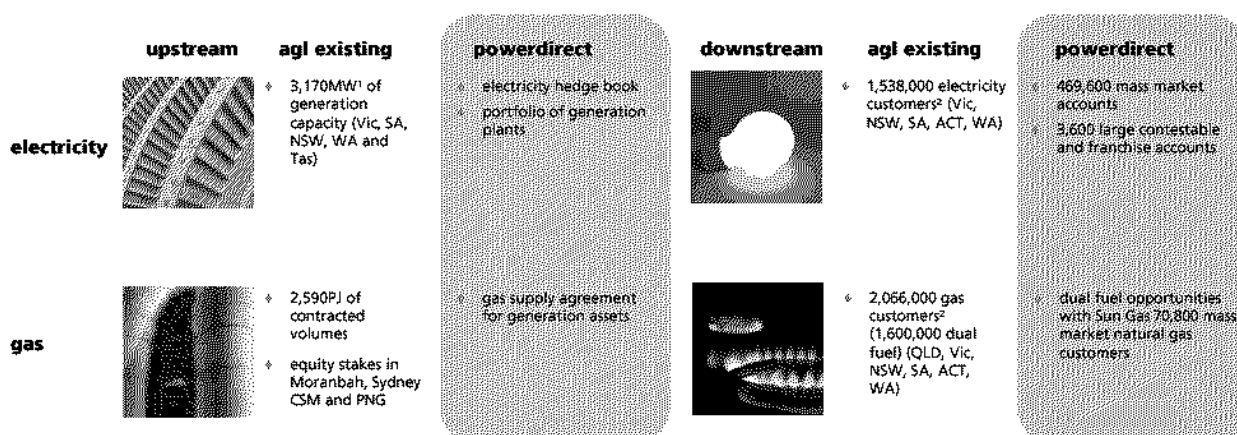 upstream
agl existing
powerdirect
downstream
agl existing
powerdirect
electricity
3,170MW¹ of
generation
capacity (Vic, SA,
NSW, WA and
Tas)
electricity hedge book
portfolio of generation
plants
1,538,000 electricity
customers² (Vic,
NSW, SA, ACT, WA)
469,600 mass market
accounts
3,600 large contestable
and franchise accounts
gas
2,590PJ of
contracted
volumes
equity stakes in
Moranbah, Sydney
CSM and PNG
gas supply agreement
for generation assets
2,066,000 gas
customers²
(1,600,000 dual
fuel) (QLD, Vic,
NSW, SA, ACT,
WA)
dual fuel opportunities
with Sun Gas 70,800 mass
market natural gas
customers